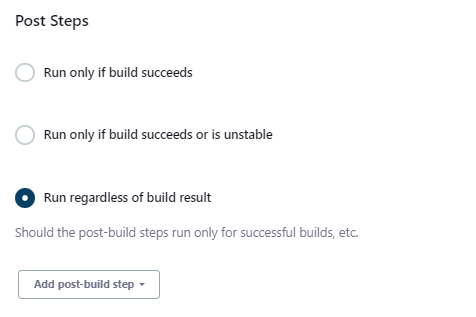 Post Steps
Run only if build succeeds
Run only if build succeeds or is unstable
Run regardless of build result
Should the post-build steps run only for successful builds, etc.
Add post-build step